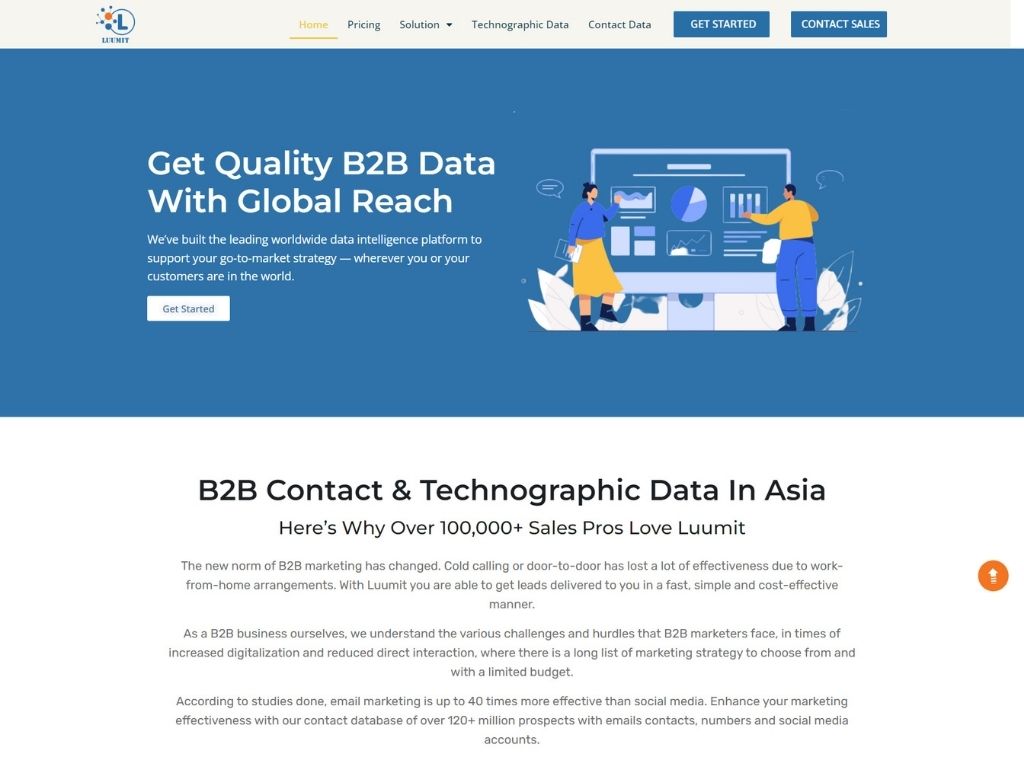 LUUMIT
Home Pricing Solution Technographic Data Contact Data GET STARTED CONTACT SALES
Get Quality B2B Data
With Global Reach
We've built the leading worldwide data intelligence platform to
support your go-to-market strategy — wherever you or your
customers are in the world.
Get Started
B2B Contact & Technographic Data In Asia
Here's Why Over 100,000+ Sales Pros Love Luumit
The new norm of B2B marketing has changed. Cold calling or door-to-door has lost a lot of effectiveness due to work-
from-home arrangements. With Luumit you are able to get leads delivered to you in a fast, simple and cost-effective
manner.
As a B2B business ourselves, we understand the various challenges and hurdles that B2B marketers face, in times of
increased digitalization and reduced direct interaction, where there is a long list of marketing strategy to choose from and
with a limited budget.
According to studies done, email marketing is up to 40 times more effective than social media. Enhance your marketing
effectiveness with our contact database of over 120+ million prospects with emails contacts, numbers and social media
accounts.